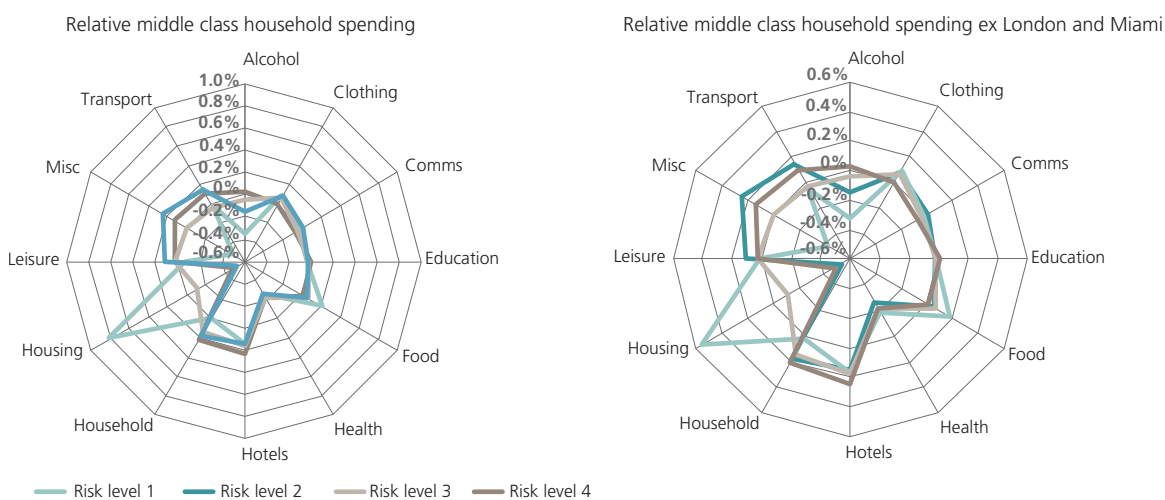 Relative middle class household spending
Alcohol
1.0%
0.8%
0.6%
0.4%
0.2%
0%
-0.2%
-0.4%
-0.6%
Clothing
Comms
Education
Food
Health
Hotels
Household
Housing
Leisure
Misc
Transport
Relative middle class household spending ex London and Miami
Alcohol
0.6%
0.4%
0.2%
0%
-0.2%
-0.4%
-0.6%
Clothing
Comms
Education
Food
Health
Hotels
Household
Housing
Leisure
Misc
Transport
Risk level 1 Risk level 2 Risk level 3 Risk level 4